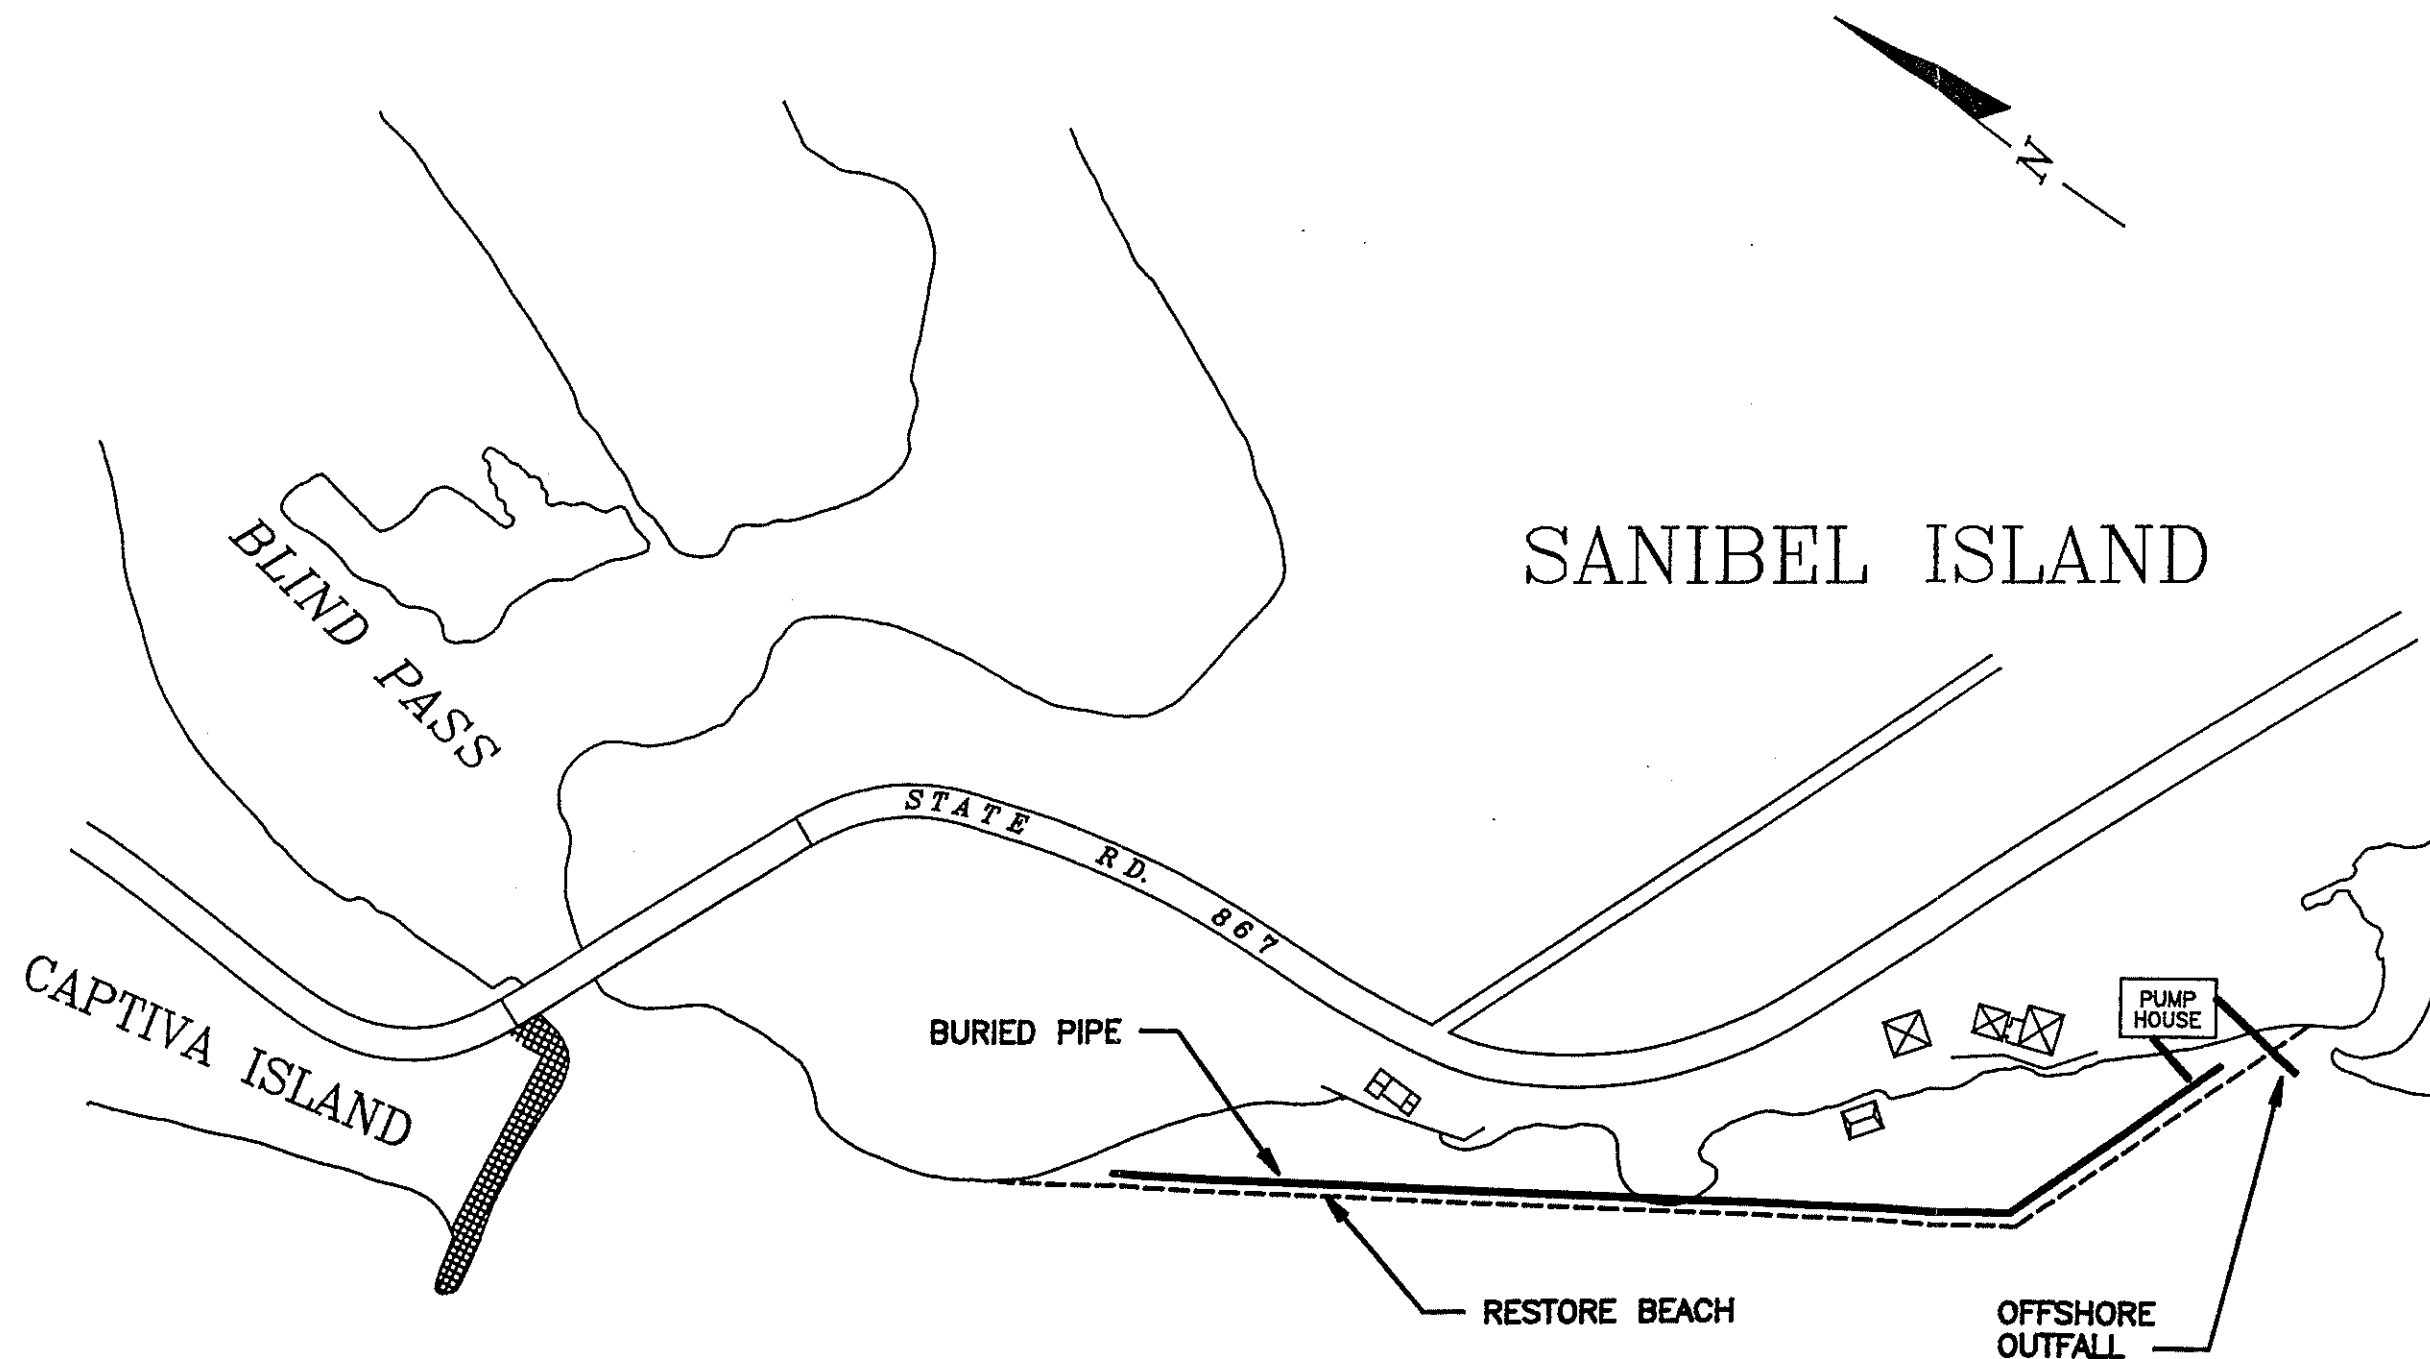 N
SANIBEL ISLAND
BLIND PASS
STATE RD. 867
CAPTIVA ISLAND
BURIED PIPE
PUMP
HOUSE
RESTORE BEACH
OFFSHORE
OUTFALL